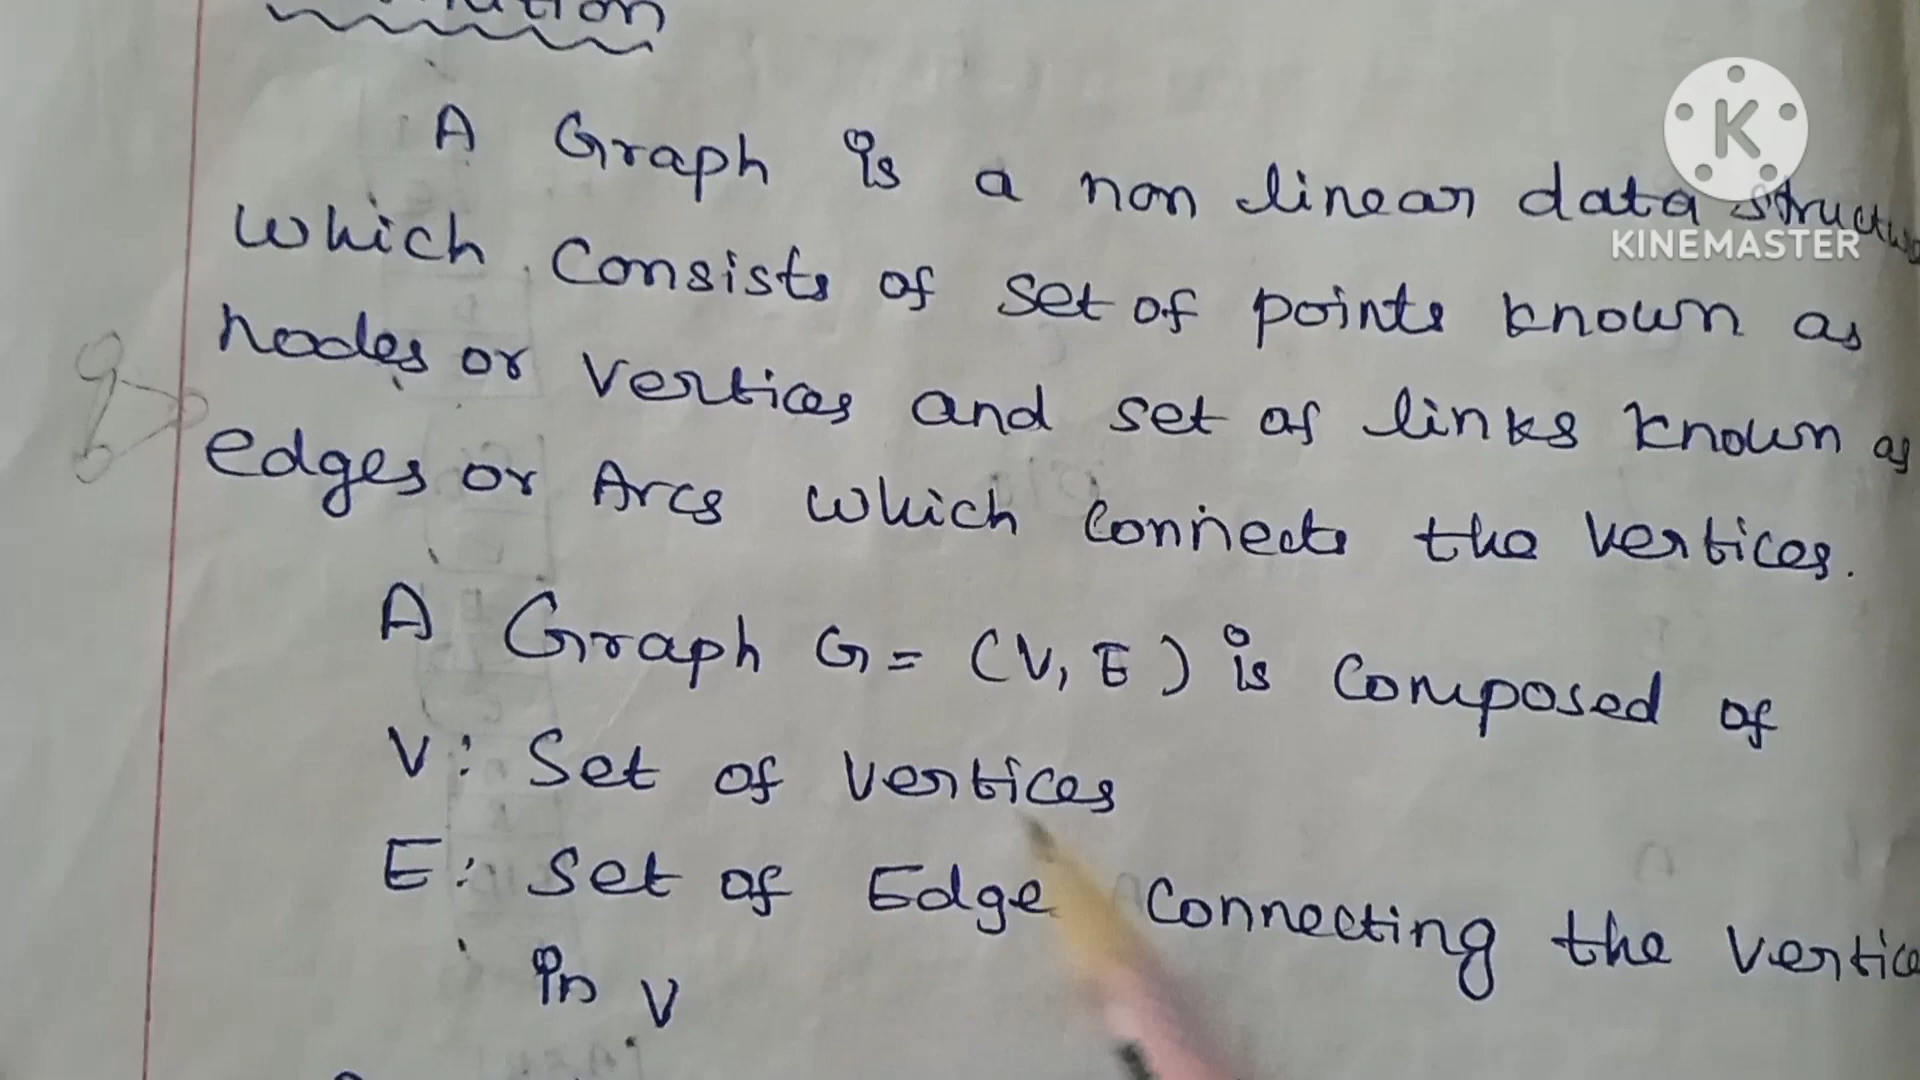 A Graph is a non linear data
which consists of set of points known as
nodes or vertices and set of links known as
edges or Arcs which connects the vertices.
A Graph G = (V, E) is composed of
V: Set of vertices
E: Set of Edge connecting the
in V
K
KINEMASTER